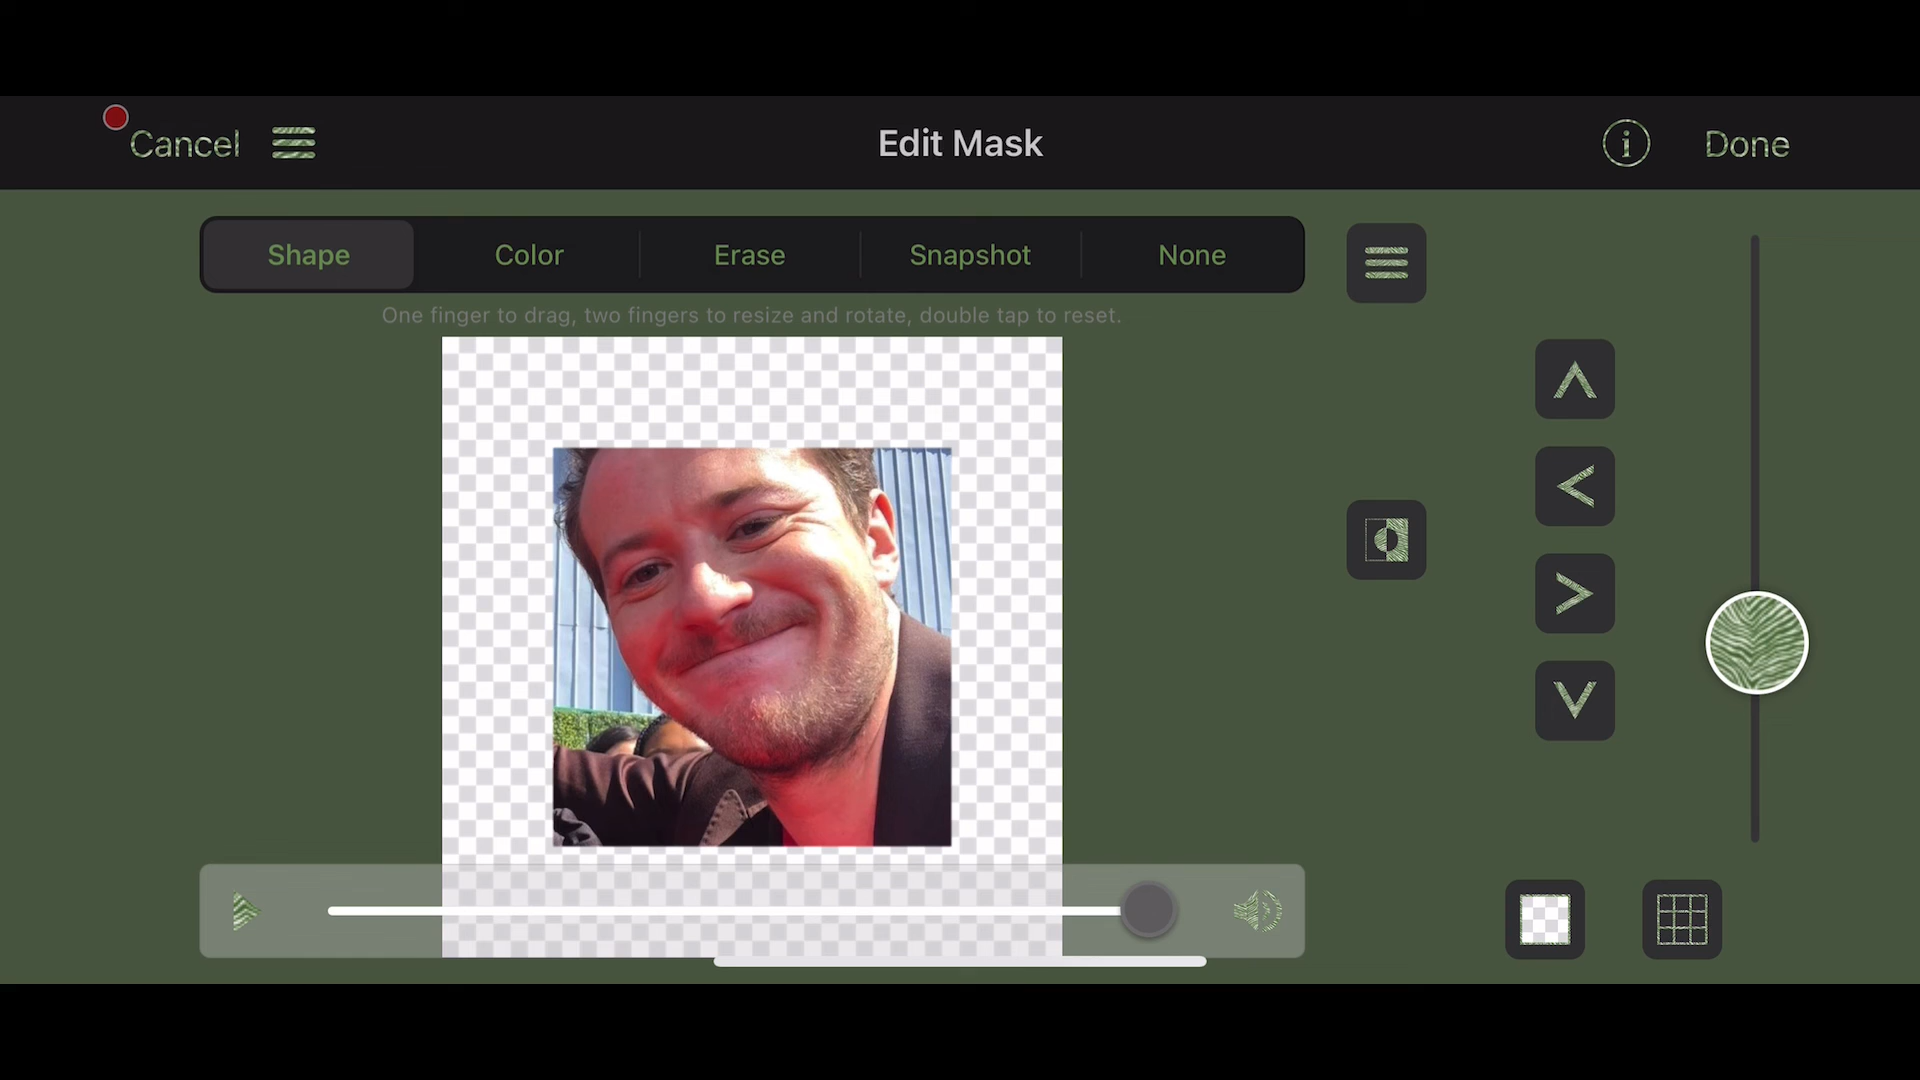 Cancel
Edit Mask
Done
Shape
Color
Erase
Snapshot
None
One finger to drag, two fingers to resize and rotate, double tap to reset.